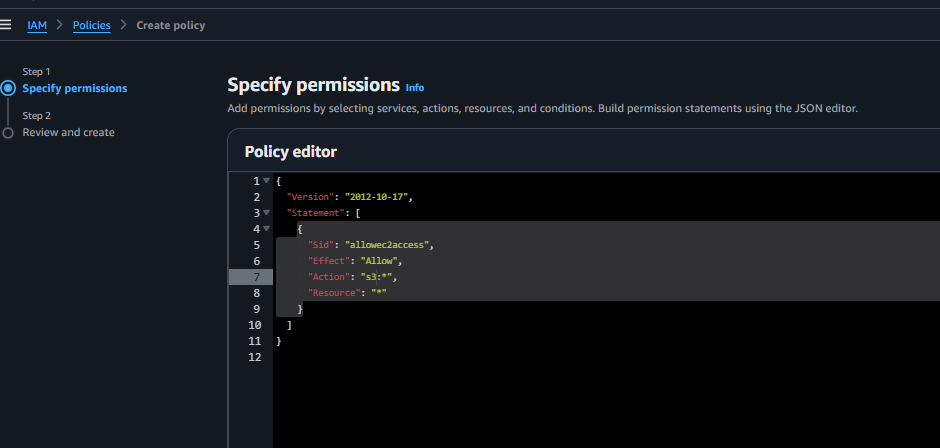 IAM > Policies > Create policy
Step 1
Specify permissions
Step 2
Review and create
Specify permissions Info
Add permissions by selecting services, actions, resources, and conditions. Build permission statements using the JSON editor.
Policy editor
1 {
2 "Version": "2012-10-17",
3 "Statement": [
4 {
5 "Sid": "allowec2access",
6 "Effect": "Allow",
7 "Action": "s3:*",
8 "Resource": "*"
9 }
10 ]
11 }
12